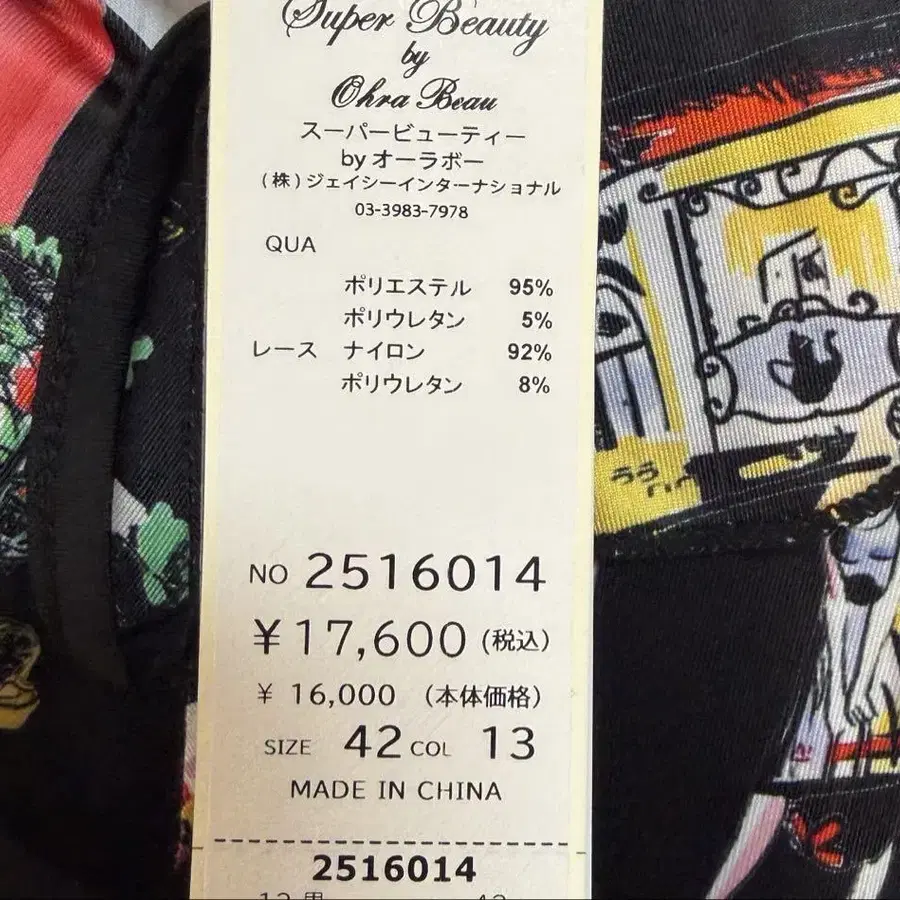 Super Beauty
by
Ohra Beau
スーパービューティー
by オーラボー
(株)ジェイシーインターナショナル
03-3983-7978
QUA
ポリエステル 95%
ポリウレタン 5%
レース ナイロン 92%
ポリウレタン 8%
NO 2516014
¥17,600 (税込)
¥ 16,000 (本体価格)
SIZE 42 COL 13
MADE IN CHINA
2516014